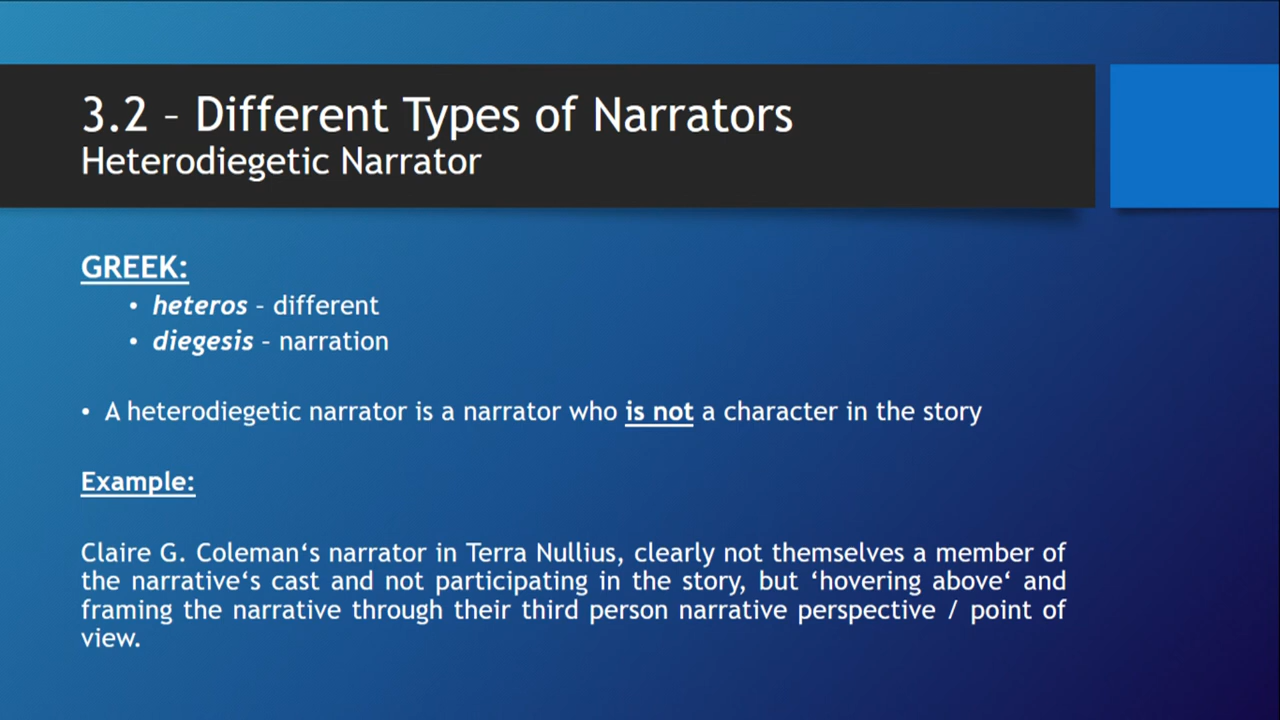 3.2 – Different Types of Narrators
Heterodiegetic Narrator
GREEK:
• heteros – different
• diegesis – narration
• A heterodiegetic narrator is a narrator who is not a character in the story
Example:
Claire G. Coleman‘s narrator in Terra Nullius, clearly not themselves a member of
the narrative‘s cast and not participating in the story, but ‘hovering above‘ and
framing the narrative through their third person narrative perspective / point of
view.